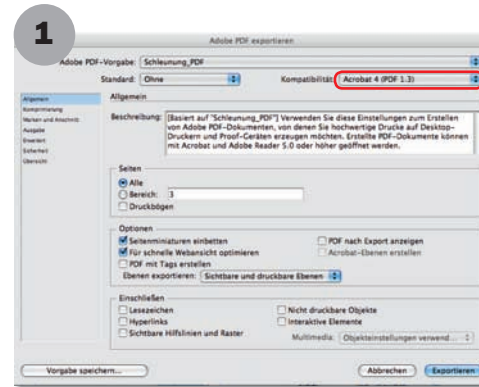 1
Adobe PDF exportieren
Adobe PDF-Vorgabe: Schleunung_PDF
Standard: Ohne Kompatibilität: Acrobat 4 (PDF 1.3)
Allgemein
Komprimierung
Marken und Anschnitt
Ausgabe
Erweitert
Sicherheit
Übersicht
Allgemein
Beschreibung: [Basiert auf "Schleunung_PDF"] Verwenden Sie diese Einstellungen zum Erstellen
von Adobe PDF-Dokumenten, von denen Sie hochwertige Drucke auf Desktop-
Druckern und Proof-Geräten erzeugen möchten. Erstellte PDF-Dokumente können
mit Acrobat und Adobe Reader 5.0 oder höher geöffnet werden.
Seiten
Alle
Bereich: 3
Druckbögen
Optionen
Seitenminiaturen einbetten PDF nach Export anzeigen
Für schnelle Webansicht optimieren Acrobat-Ebenen erstellen
PDF mit Tags erstellen
Ebenen exportieren: Sichtbare und druckbare Ebenen
Einschließen
Lesezeichen Nicht druckbare Objekte
Hyperlinks Interaktive Elemente
Sichtbare Hilfslinien und Raster Multimedia: Objekteinstellungen verwend...
Vorgabe speichern... Abbrechen Exportieren